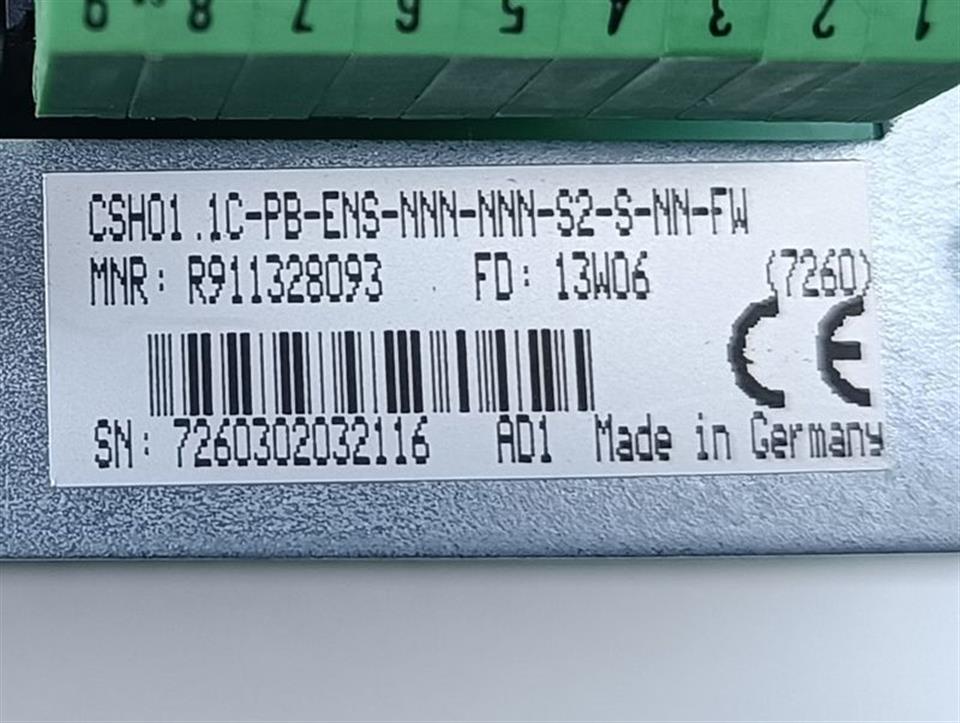 9 8 7 6 5 4 3 2 1
CSH01.1C-PB-ENS-NNN-NNN-S2-S-NN-FW
MNR: R911328093 FD: 13W06 (7260)
CE
SN: 7260302032116 AD1 Made in Germany